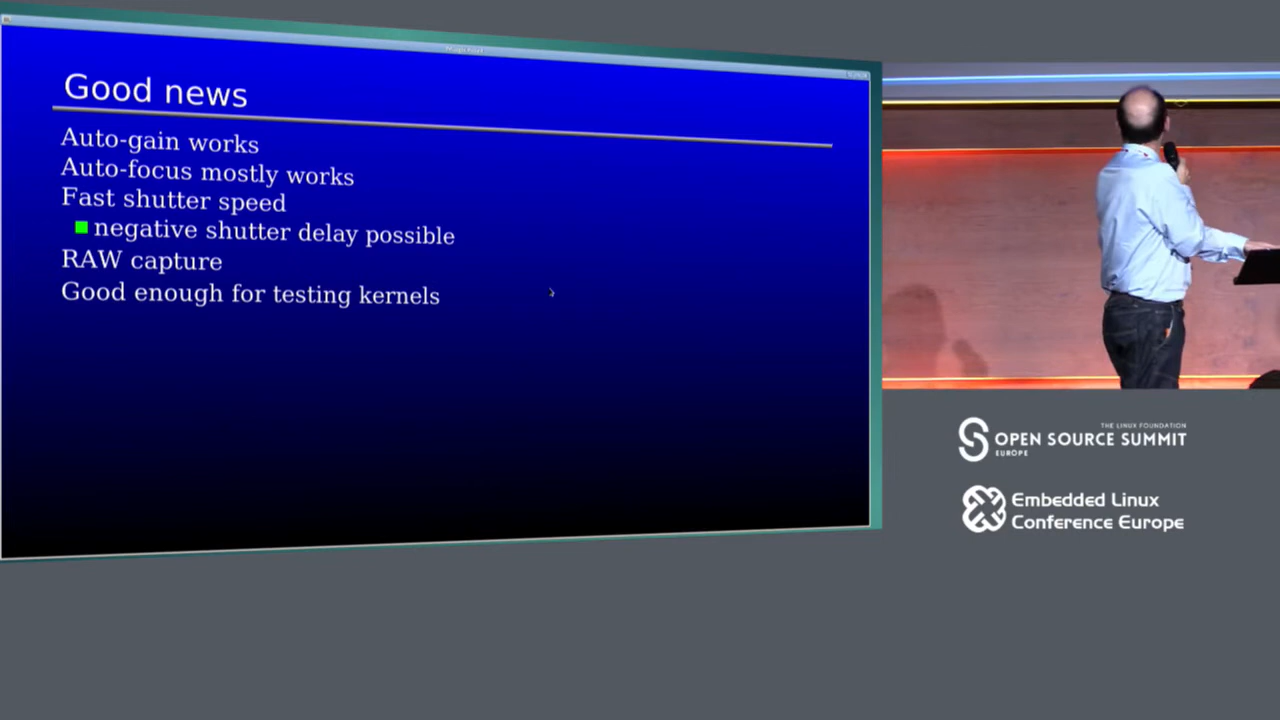 Good news
Auto-gain works
Auto-focus mostly works
Fast shutter speed
negative shutter delay possible
RAW capture
Good enough for testing kernels
THE LINUX FOUNDATION
OPEN SOURCE SUMMIT
EUROPE
Embedded Linux
Conference Europe